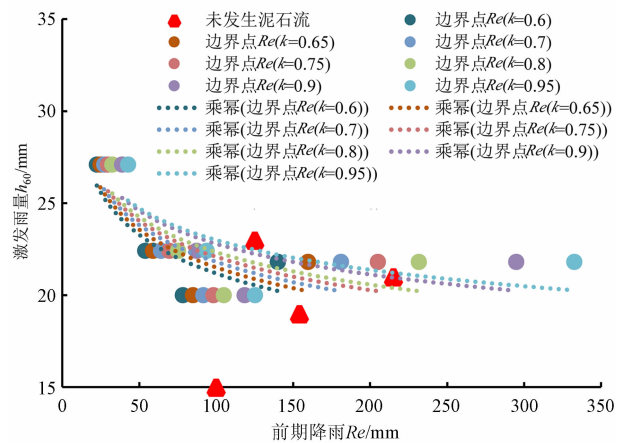 未发生泥石流
边界点Re(k=0.6)
边界点Re(k=0.65)
边界点Re(k=0.7)
边界点Re(k=0.75)
边界点Re(k=0.8)
边界点Re(k=0.9)
边界点Re(k=0.95)
乘幂(边界点Re(k=0.6))
乘幂(边界点Re(k=0.65))
乘幂(边界点Re(k=0.7))
乘幂(边界点Re(k=0.75))
乘幂(边界点Re(k=0.8))
乘幂(边界点Re(k=0.9))
乘幂(边界点Re(k=0.95))
激发雨量h60/mm
35
30
25
20
15
0 50 100 150 200 250 300 350
前期降雨Re/mm